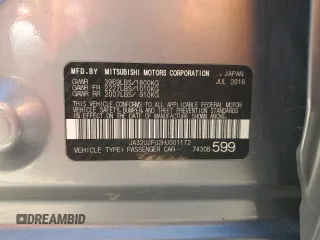 MFD.BY MITSUBISHI MOTORS CORPORATION , JAPAN
GVWR 3969LBS/1800KG JUL 2016
GAWR FR 2227LBS/1010KG
GAWR RR 2007LBS/ 910KG
THIS VEHICLE CONFORMS TO ALL APPLICABLE FEDERAL MOTOR
VEHICLE SAFETY, BUMPER, AND THEFT PREVENTION STANDARDS
IN EFFECT ON THE DATE OF MANUFACTURE SHOWN ABOVE.
JA32U2FU2HU001172
VEHICLE TYPE: PASSENGER CAR 7430B 599
DREAMBID